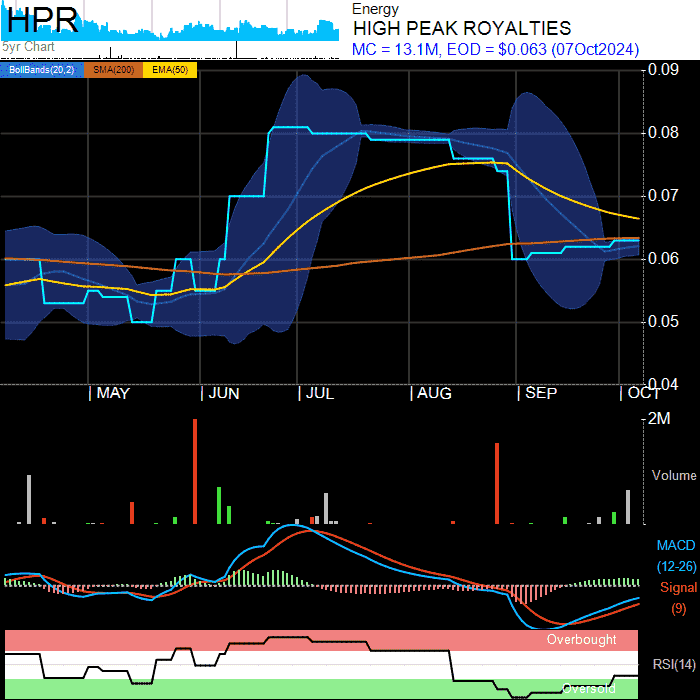 HPR
5yr Chart
Energy
HIGH PEAK ROYALTIES
MC = 13.1M, EOD = $0.063 (07Oct2024)
BollBands(20,2) SMA(200) EMA(50)
0.09
0.08
0.07
0.06
0.05
0.04
| MAY | JUN | JUL | AUG | SEP | OCT
2M
Volume
MACD
(12-26)
Signal
(9)
Overbought
RSI(14)
Oversold